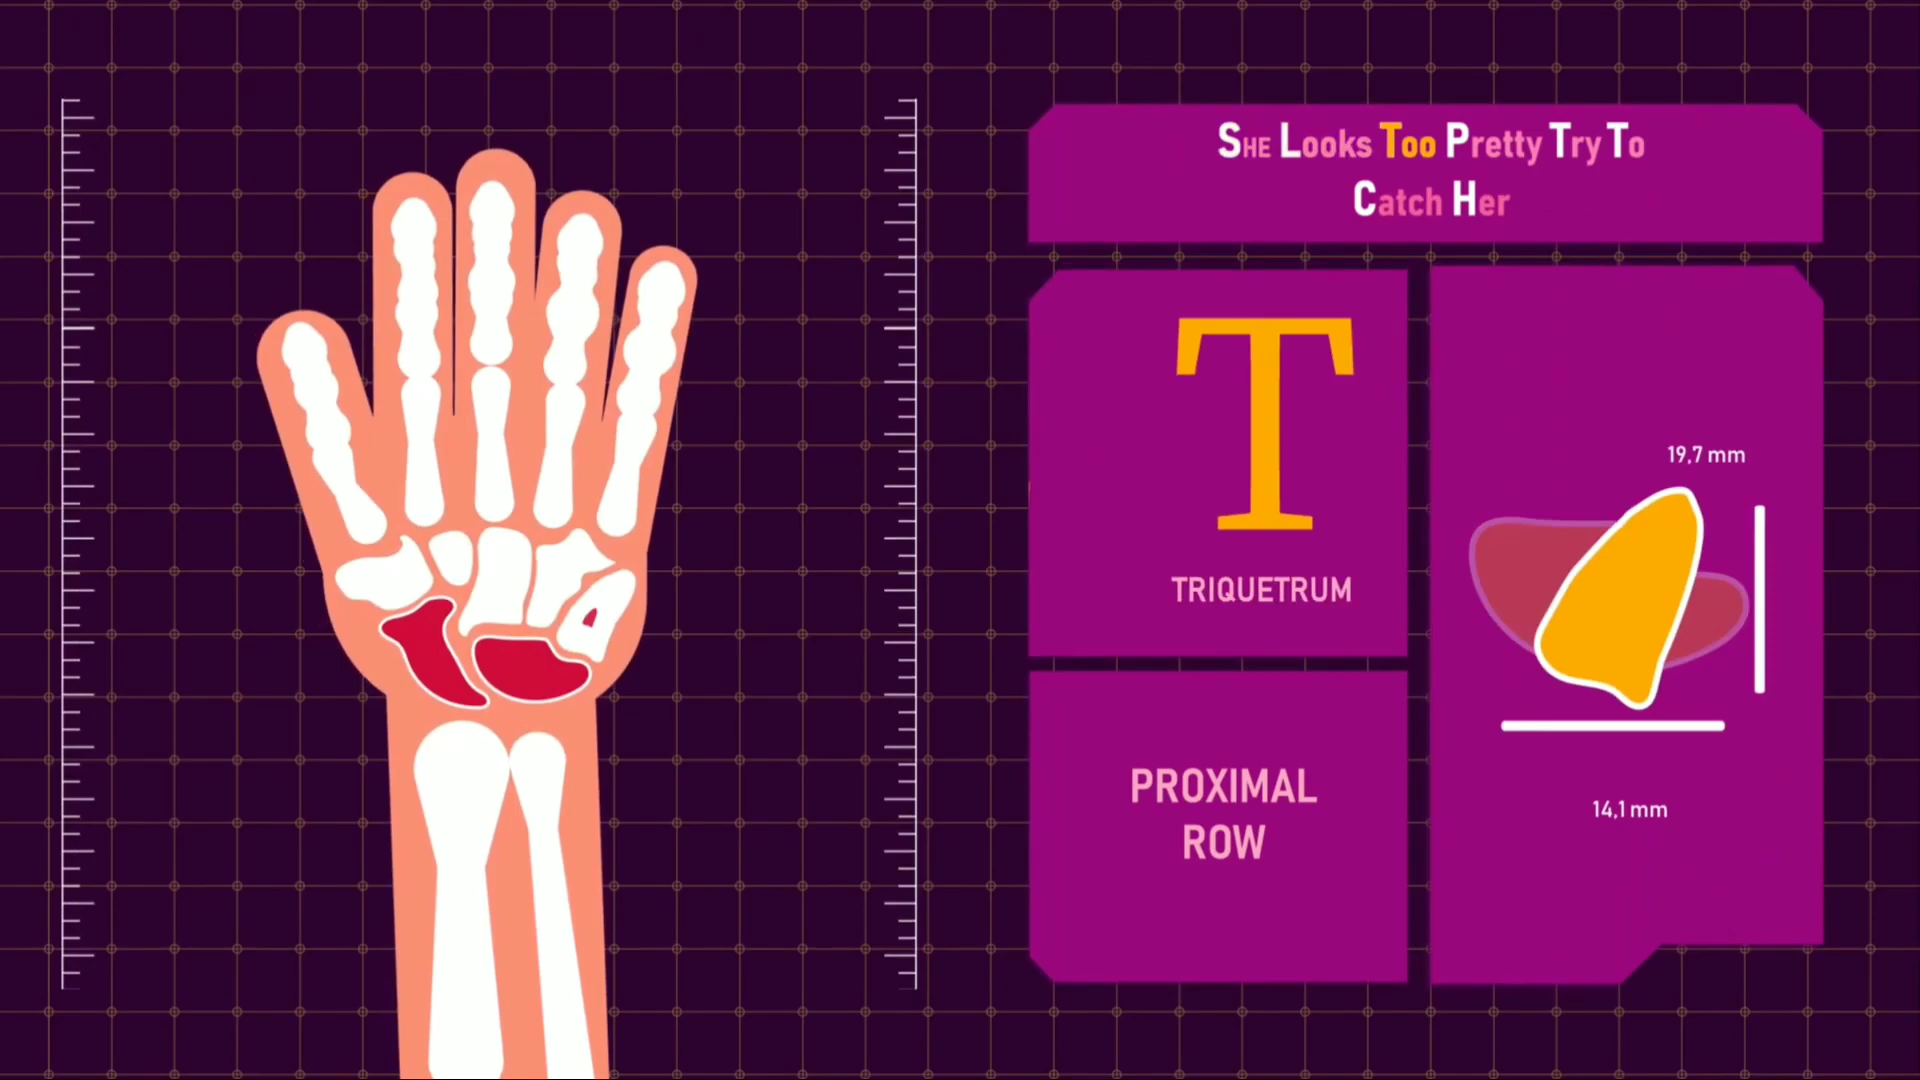 SHE Looks Too Pretty Try To
Catch Her
T
TRIQUETRUM
PROXIMAL
ROW
19,7 mm
14,1 mm